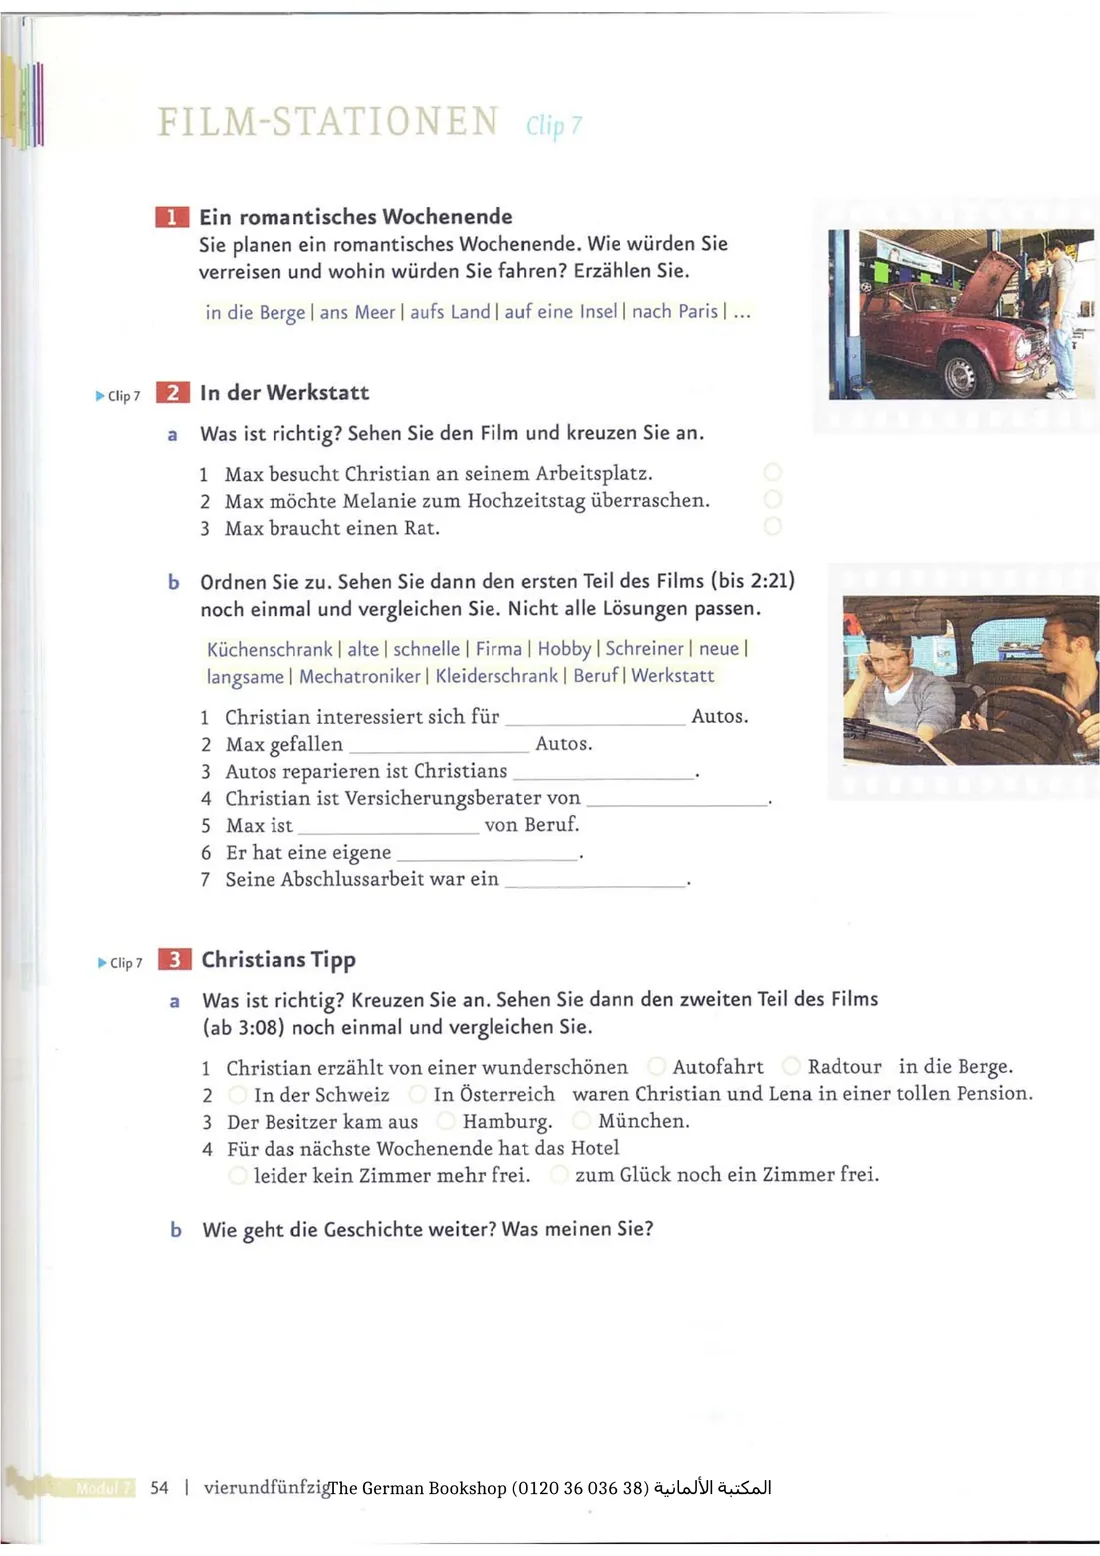 FILM-STATIONEN Clip 7
1 Ein romantisches Wochenende
Sie planen ein romantisches Wochenende. Wie würden Sie
verreisen und wohin würden Sie fahren? Erzählen Sie.
in die Berge | ans Meer | aufs Land | auf eine Insel | nach Paris | ...
▶ Clip 7 2 In der Werkstatt
a Was ist richtig? Sehen Sie den Film und kreuzen Sie an.
1 Max besucht Christian an seinem Arbeitsplatz. ○
2 Max möchte Melanie zum Hochzeitstag überraschen. ○
3 Max braucht einen Rat. ○
b Ordnen Sie zu. Sehen Sie dann den ersten Teil des Films (bis 2:21)
noch einmal und vergleichen Sie. Nicht alle Lösungen passen.
Küchenschrank | alte | schnelle | Firma | Hobby | Schreiner | neue |
langsame | Mechatroniker | Kleiderschrank | Beruf | Werkstatt
1 Christian interessiert sich für ________________ Autos.
2 Max gefallen ________________ Autos.
3 Autos reparieren ist Christians ________________.
4 Christian ist Versicherungsberater von ________________.
5 Max ist ________________ von Beruf.
6 Er hat eine eigene ________________.
7 Seine Abschlussarbeit war ein ________________.
▶ Clip 7 3 Christians Tipp
a Was ist richtig? Kreuzen Sie an. Sehen Sie dann den zweiten Teil des Films
(ab 3:08) noch einmal und vergleichen Sie.
1 Christian erzählt von einer wunderschönen ○ Autofahrt ○ Radtour in die Berge.
2 ○ In der Schweiz ○ In Österreich waren Christian und Lena in einer tollen Pension.
3 Der Besitzer kam aus ○ Hamburg. ○ München.
4 Für das nächste Wochenende hat das Hotel
○ leider kein Zimmer mehr frei. ○ zum Glück noch ein Zimmer frei.
b Wie geht die Geschichte weiter? Was meinen Sie?
Modul 7 54 | vierundfünfzig The German Bookshop (0120 36 036 38) المكتبة الألمانية